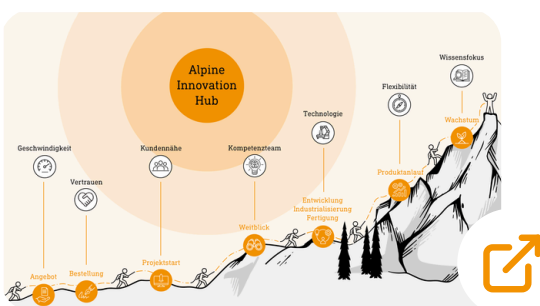 Alpine
Innovation
Hub
Wissensfokus
Flexibilität
Technologie
Geschwindigkeit
Kundennähe
Kompetenzteam
Vertrauen
Wachstum
Produktanlauf
Entwicklung
Industrialisierung
Fertigung
Weitblick
Projektstart
Bestellung
Angebot